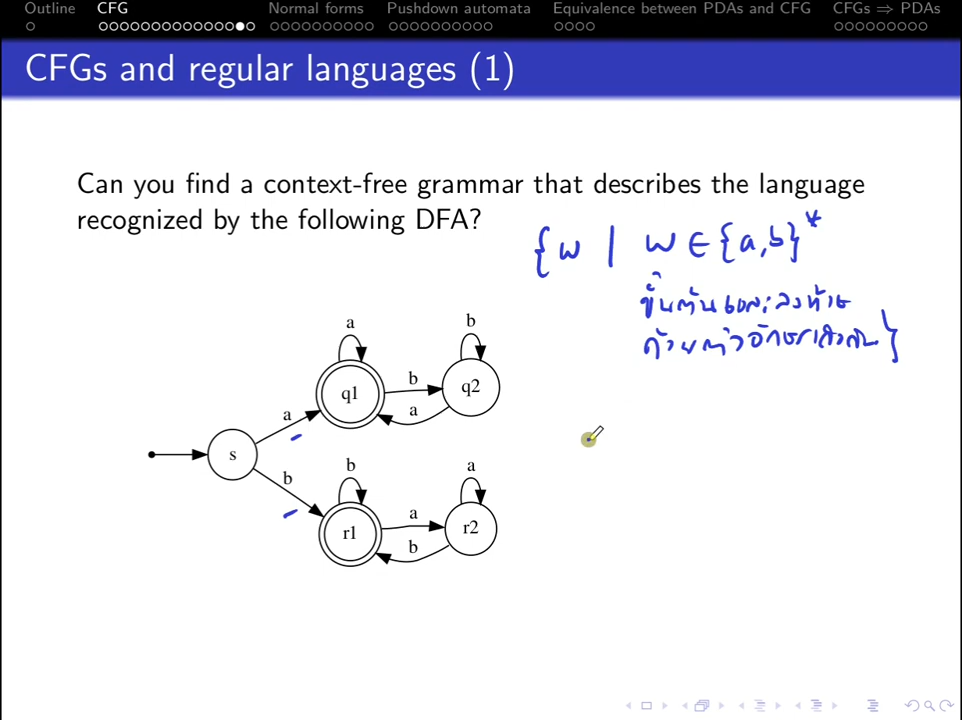 Outline CFG Normal forms Pushdown automata Equivalence between PDAs and CFG CFGs ⇒ PDAs
CFGs and regular languages (1)
Can you find a context-free grammar that describes the language
recognized by the following DFA?
{w | w ∈ {a,b}*
ขึ้นต้นและลงท้าย
ด้วยตัวอักษรเดียวกัน}
a
b
q1
b
q2
a
a
s
b
b
a
r1
a
r2
b